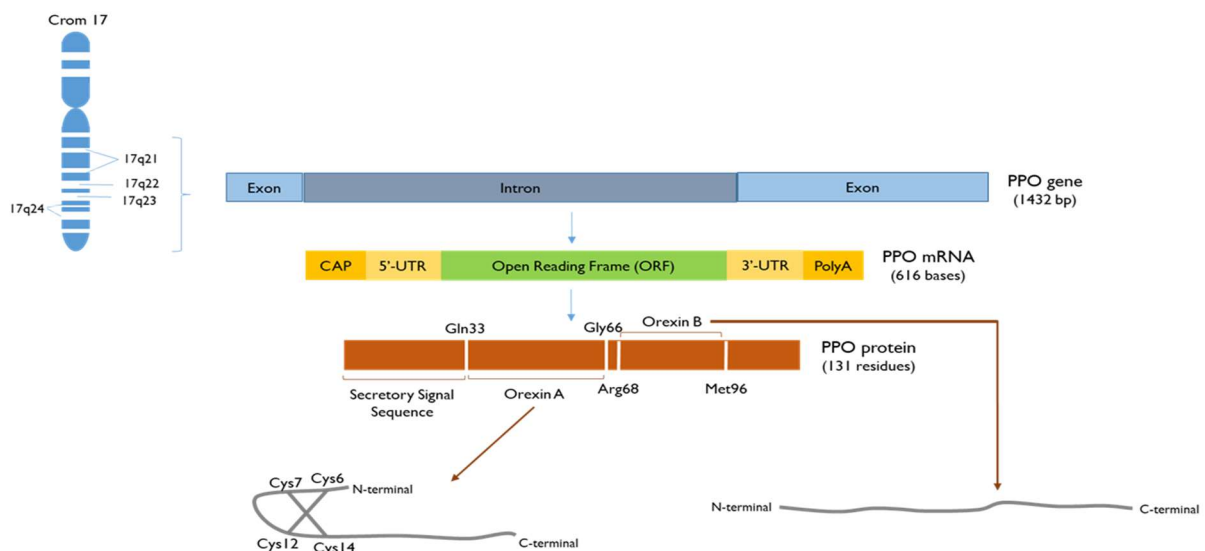 Crom 17
17q21
17q22
17q23
17q24
Exon
Intron
Exon
PPO gene
(1432 bp)
CAP
5'-UTR
Open Reading Frame (ORF)
3'-UTR
PolyA
PPO mRNA
(616 bases)
Gln33
Gly66
Orexin B
PPO protein
(131 residues)
Secretory Signal
Sequence
Orexin A
Arg68
Met96
Cys7
Cys6
N-terminal
Cys12
Cys14
C-terminal
N-terminal
C-terminal